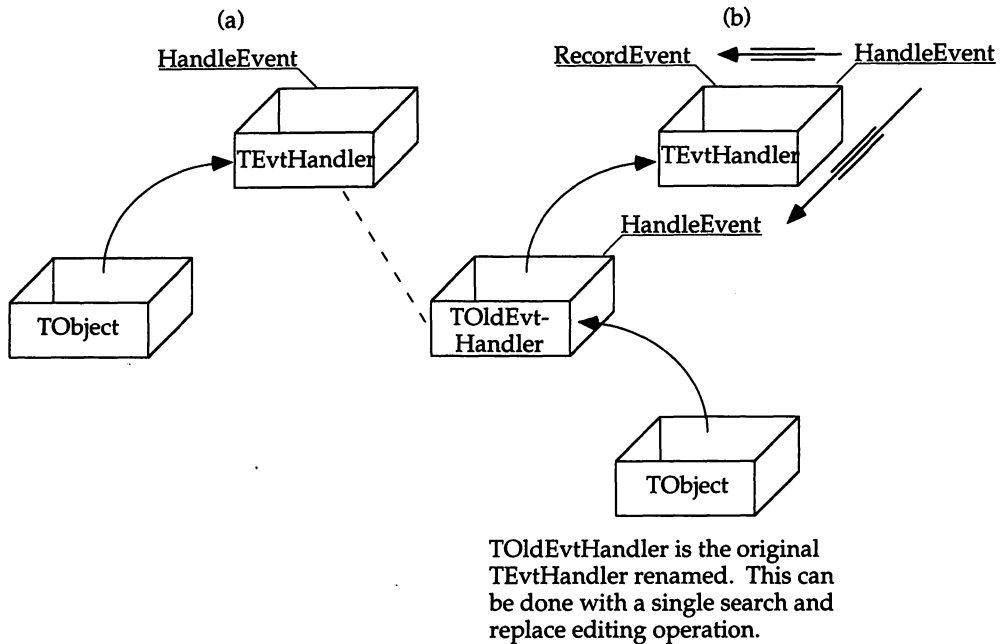 (a)
HandleEvent
TEvtHandler
TObject
(b)
RecordEvent
HandleEvent
TEvtHandler
HandleEvent
TOldEvt-
Handler
TObject
TOldEvtHandler is the original
TEvtHandler renamed. This can
be done with a single search and
replace editing operation.